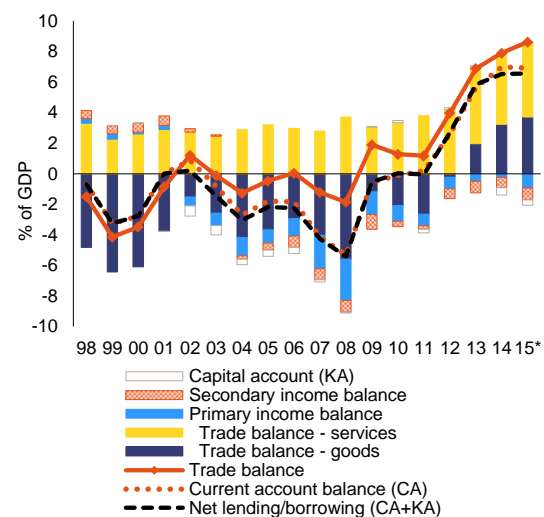 % of GDP
10
8
6
4
2
0
-2
-4
-6
-8
-10
98 99 00 01 02 03 04 05 06 07 08 09 10 11 12 13 14 15*
Capital account (KA)
Secondary income balance
Primary income balance
Trade balance - services
Trade balance - goods
Trade balance
Current account balance (CA)
Net lending/borrowing (CA+KA)